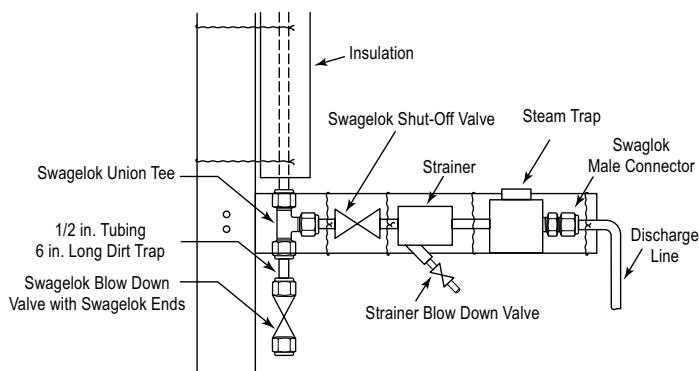 Insulation
Swagelok Shut-Off Valve
Steam Trap
Strainer
Swaglok
Male Connector
Swagelok Union Tee
1/2 in. Tubing
6 in. Long Dirt Trap
Discharge
Line
Swagelok Blow Down
Valve with Swagelok Ends
Strainer Blow Down Valve